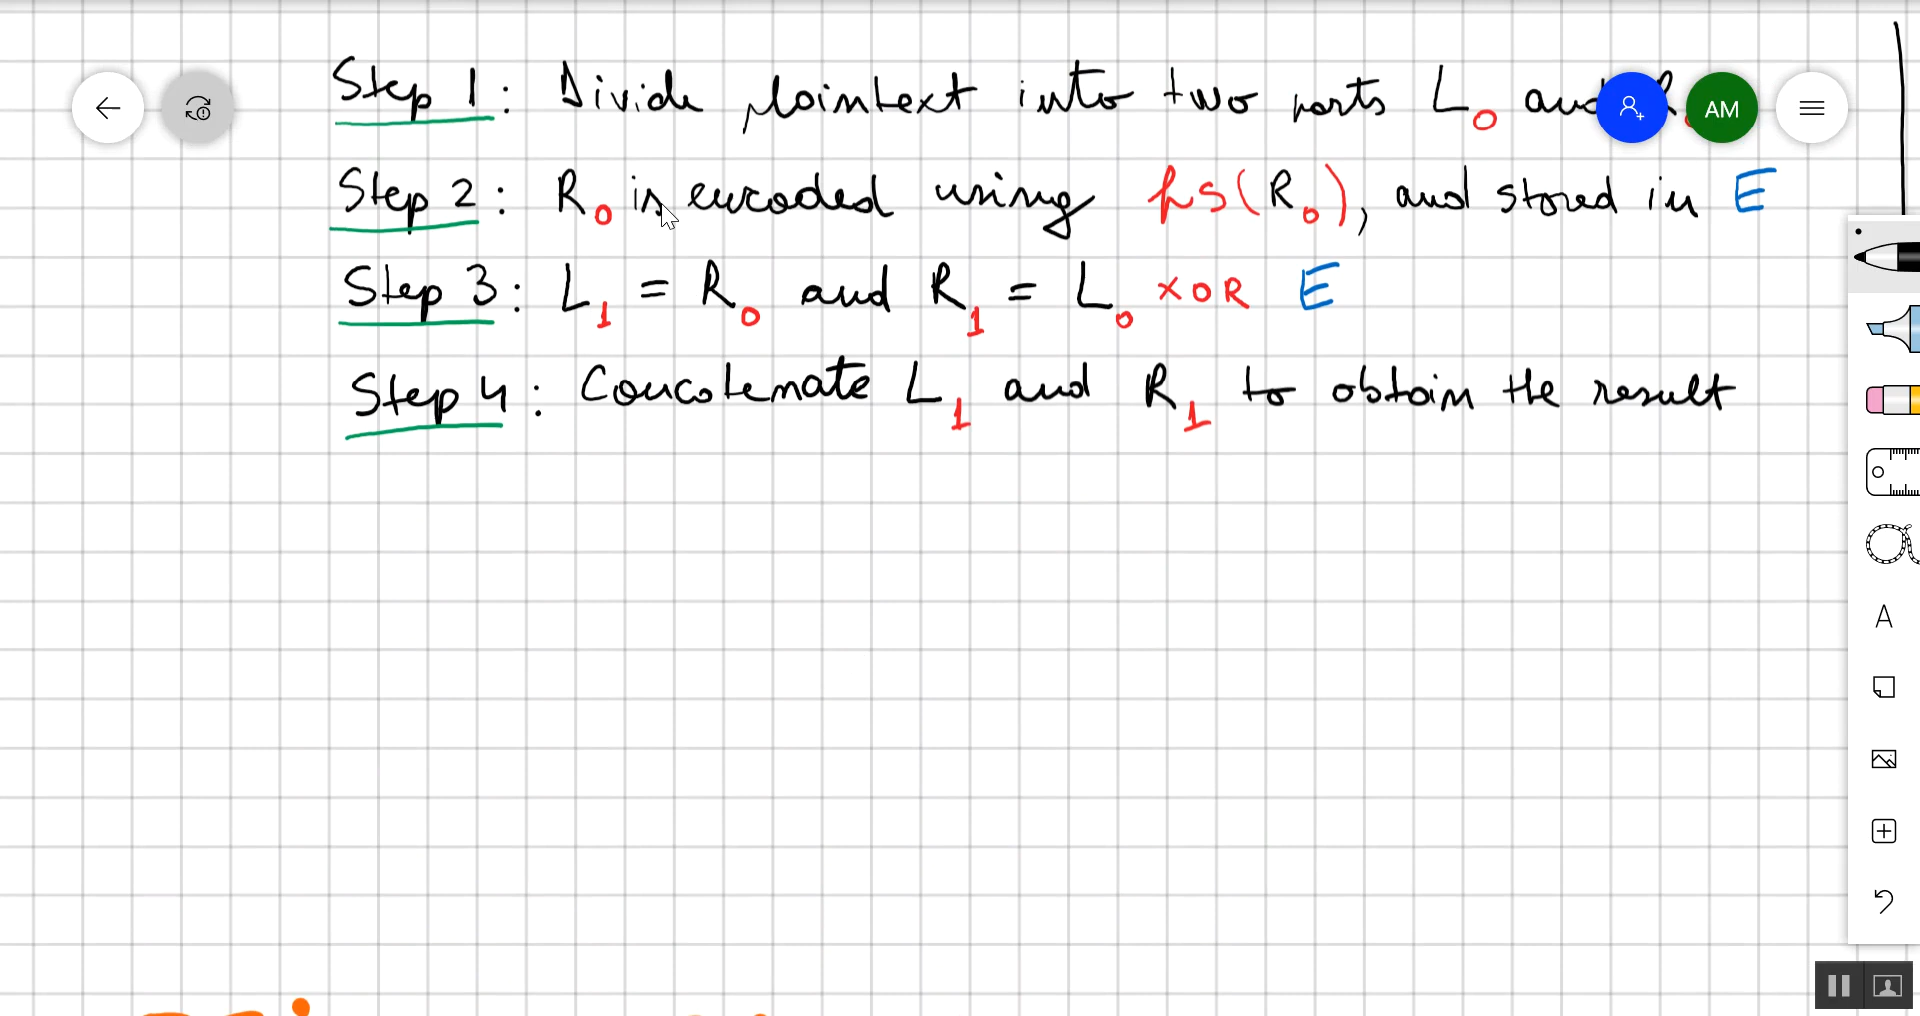 Step 1: Divide plaintext into two parts L0 and R
AM
Step 2: R0 is encoded using fs(R0), and stored in E
Step 3: L1 = R0 and R1 = L0 XOR E
Step 4: Concatenate L1 and R1 to obtain the result
A